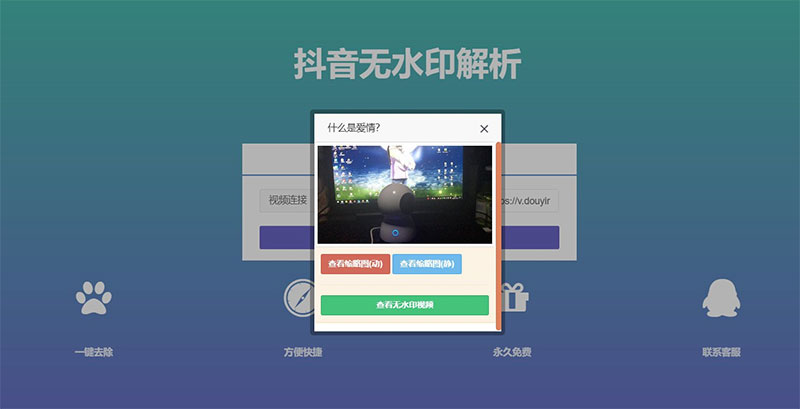 抖音无水印解析
什么是爱情?
视频连接
ps://v.douyir
查看缩略图(动)
查看缩略图(静)
查看无水印视频
一键去除
方便快捷
永久免费
联系客服